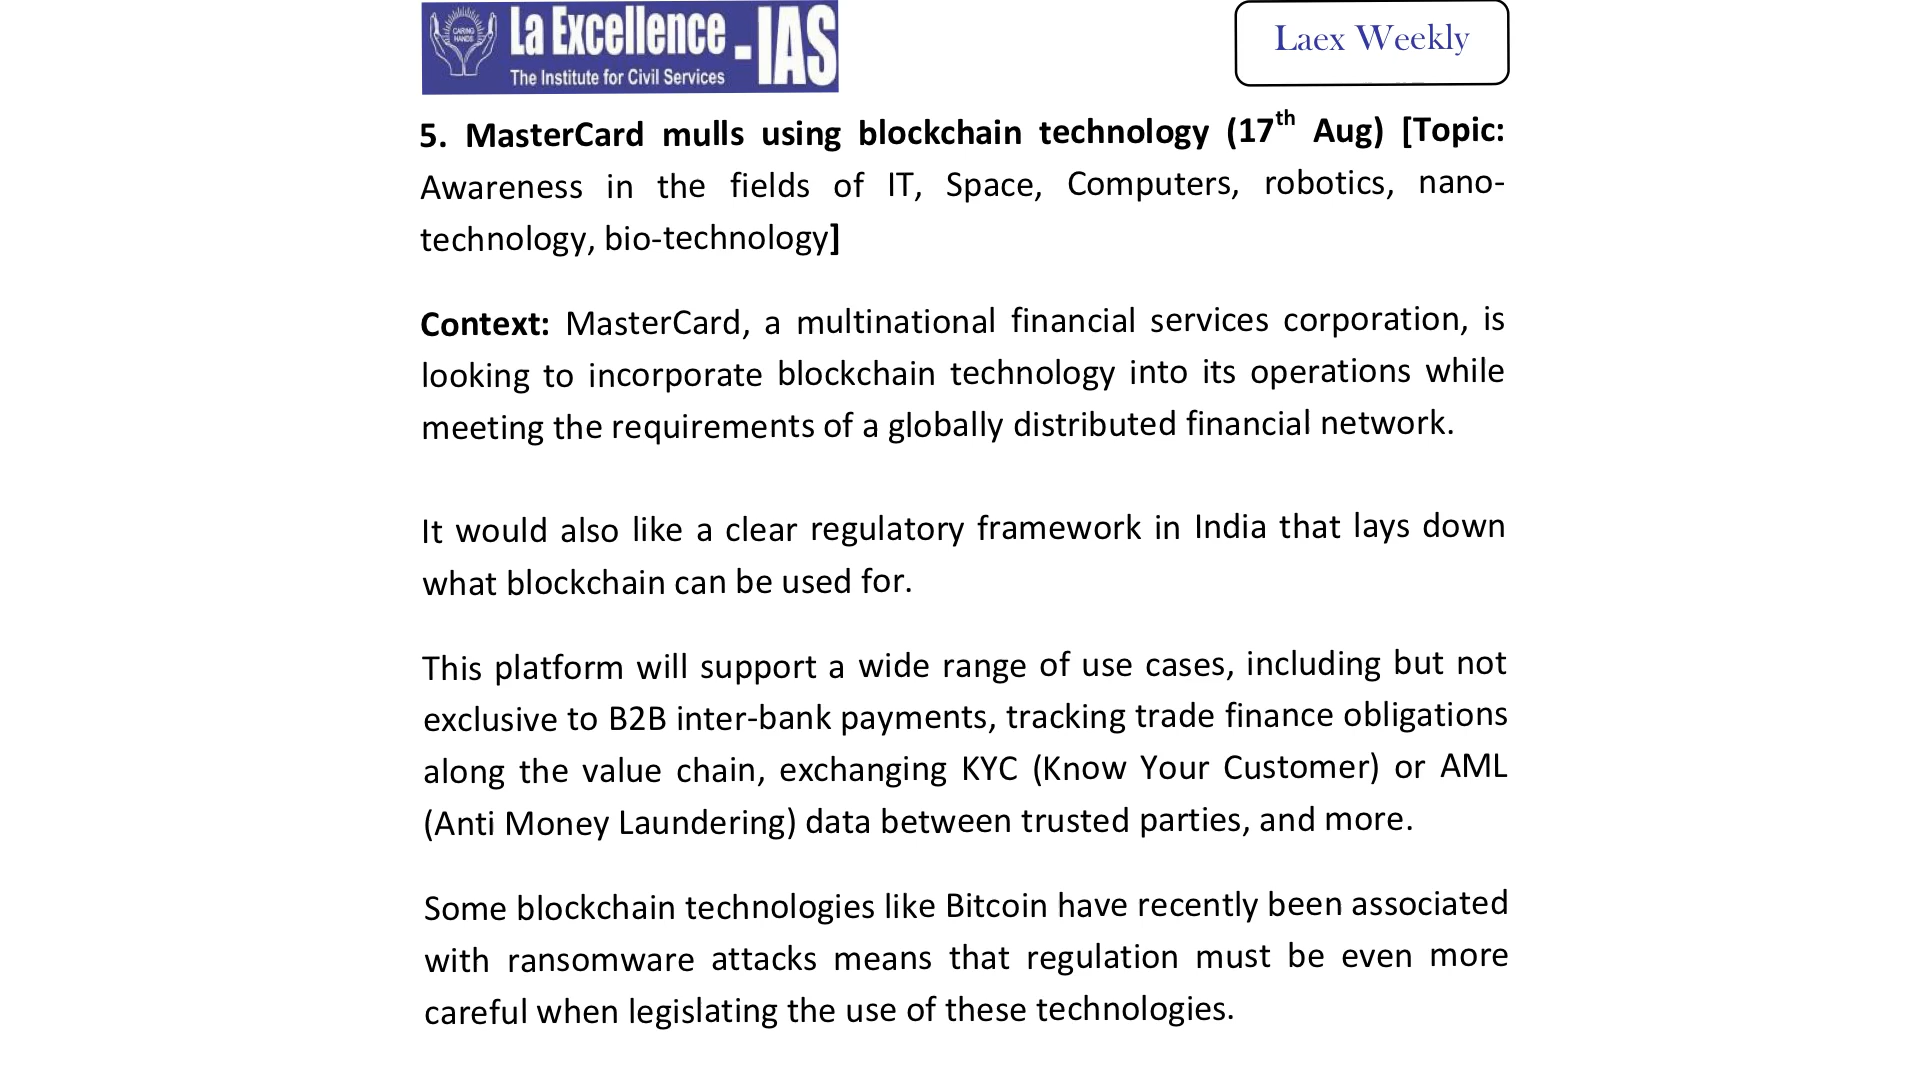 CARING HANDS
La Excellence - IAS
The Institute for Civil Services
Laex Weekly
5. MasterCard mulls using blockchain technology (17th Aug) [Topic:
Awareness in the fields of IT, Space, Computers, robotics, nano-
technology, bio-technology]
Context: MasterCard, a multinational financial services corporation, is
looking to incorporate blockchain technology into its operations while
meeting the requirements of a globally distributed financial network.
It would also like a clear regulatory framework in India that lays down
what blockchain can be used for.
This platform will support a wide range of use cases, including but not
exclusive to B2B inter-bank payments, tracking trade finance obligations
along the value chain, exchanging KYC (Know Your Customer) or AML
(Anti Money Laundering) data between trusted parties, and more.
Some blockchain technologies like Bitcoin have recently been associated
with ransomware attacks means that regulation must be even more
careful when legislating the use of these technologies.